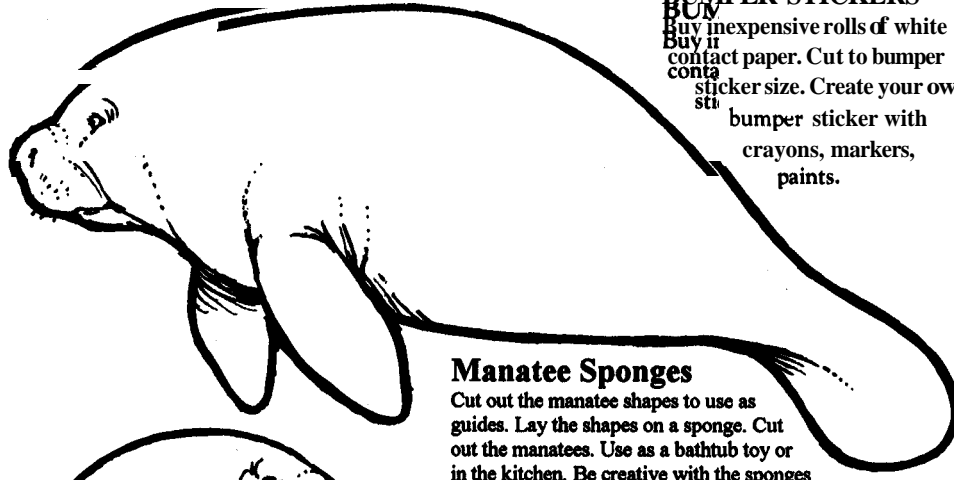 BUMPER STICKERS
Buy inexpensive rolls of white
contact paper. Cut to bumper
sticker size. Create your ow
bumper sticker with
crayons, markers,
paints.
Manatee Sponges
Cut out the manatee shapes to use as
guides. Lay the shapes on a sponge. Cut
out the manatees. Use as a bathtub toy or
in the kitchen. Be creative with the sponges